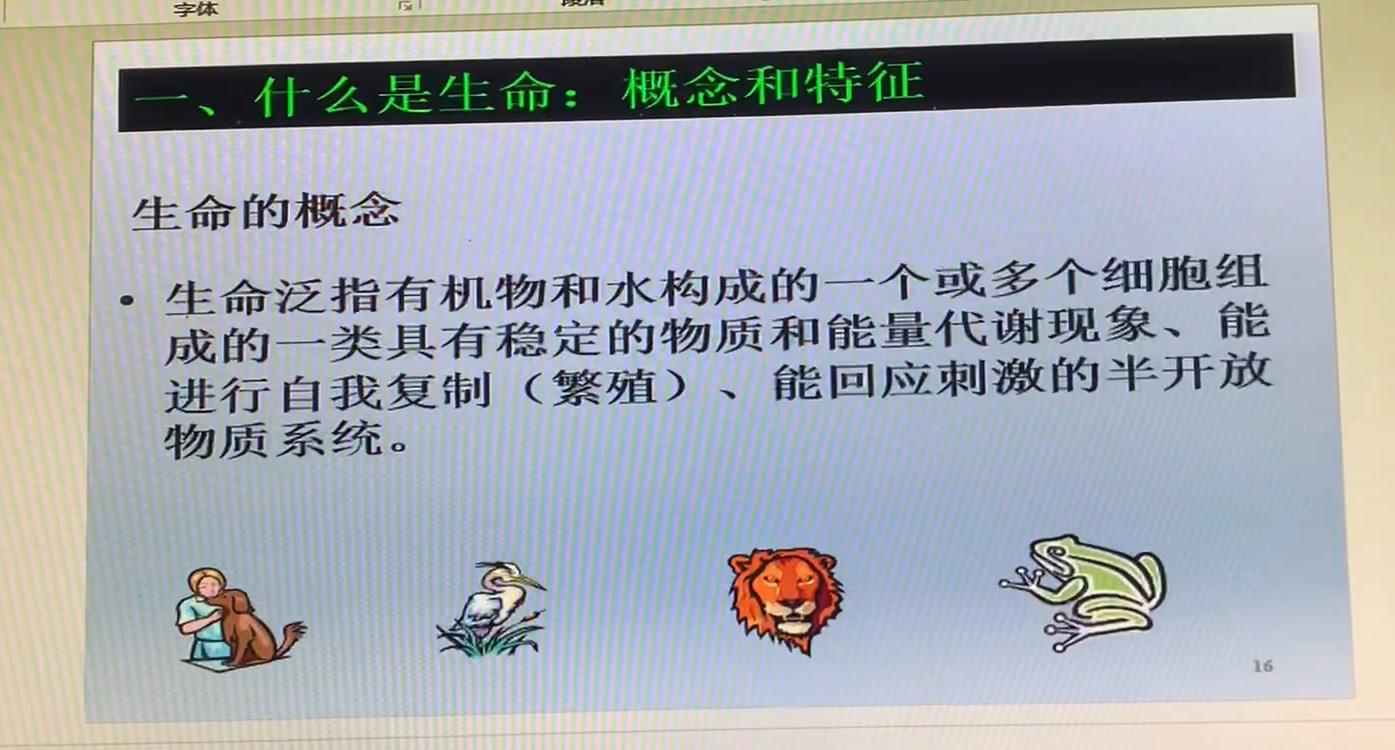 字体
段落
一、什么是生命：概念和特征
生命的概念
• 生命泛指有机物和水构成的一个或多个细胞组
成的一类具有稳定的物质和能量代谢现象、能
进行自我复制（繁殖）、能回应刺激的半开放
物质系统。
16